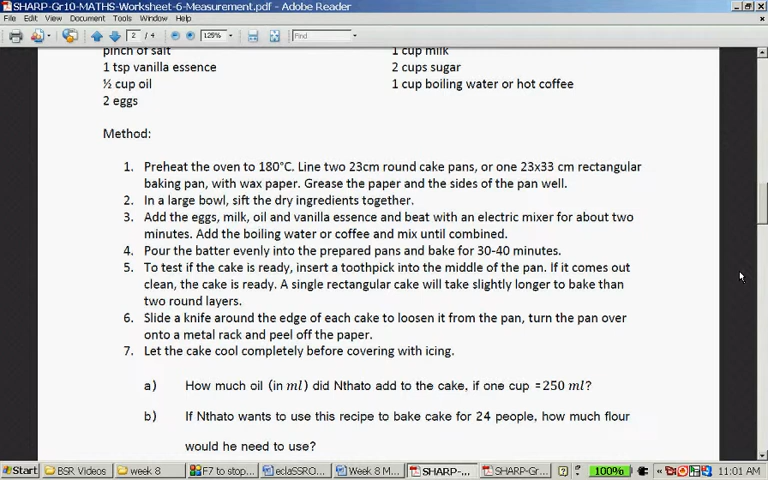 SHARP-Gr10-MATHS-Worksheet-6-Measurement.pdf - Adobe Reader
File Edit View Document Tools Window Help
2 / 4 125% Find
pinch of salt 1 cup milk
1 tsp vanilla essence 2 cups sugar
½ cup oil 1 cup boiling water or hot coffee
2 eggs
Method:
1. Preheat the oven to 180°C. Line two 23cm round cake pans, or one 23x33 cm rectangular
baking pan, with wax paper. Grease the paper and the sides of the pan well.
2. In a large bowl, sift the dry ingredients together.
3. Add the eggs, milk, oil and vanilla essence and beat with an electric mixer for about two
minutes. Add the boiling water or coffee and mix until combined.
4. Pour the batter evenly into the prepared pans and bake for 30-40 minutes.
5. To test if the cake is ready, insert a toothpick into the middle of the pan. If it comes out
clean, the cake is ready. A single rectangular cake will take slightly longer to bake than
two round layers.
6. Slide a knife around the edge of each cake to loosen it from the pan, turn the pan over
onto a metal rack and peel off the paper.
7. Let the cake cool completely before covering with icing.
a) How much oil (in ml) did Nthato add to the cake, if one cup =250 ml?
b) If Nthato wants to use this recipe to bake cake for 24 people, how much flour
would he need to use?
Start BSR Videos week 8 F7 to stop... eclaSSRO... Week 8 M... SHARP-... SHARP-Gr... 100% 11:01 AM